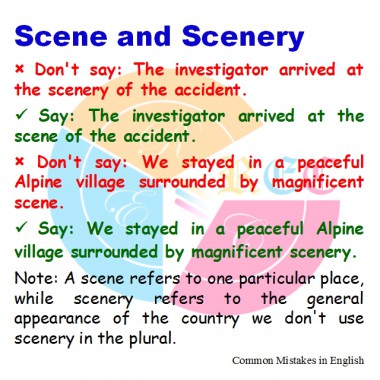 Scene and Scenery
× Don't say: The investigator arrived at
the scenery of the accident.
✓ Say: The investigator arrived at the
scene of the accident.
× Don't say: We stayed in a peaceful
Alpine village surrounded by magnificent
scene.
✓ Say: We stayed in a peaceful Alpine
village surrounded by magnificent scenery.
Note: A scene refers to one particular place,
while scenery refers to the general
appearance of the country we don't use
scenery in the plural.
Common Mistakes in English